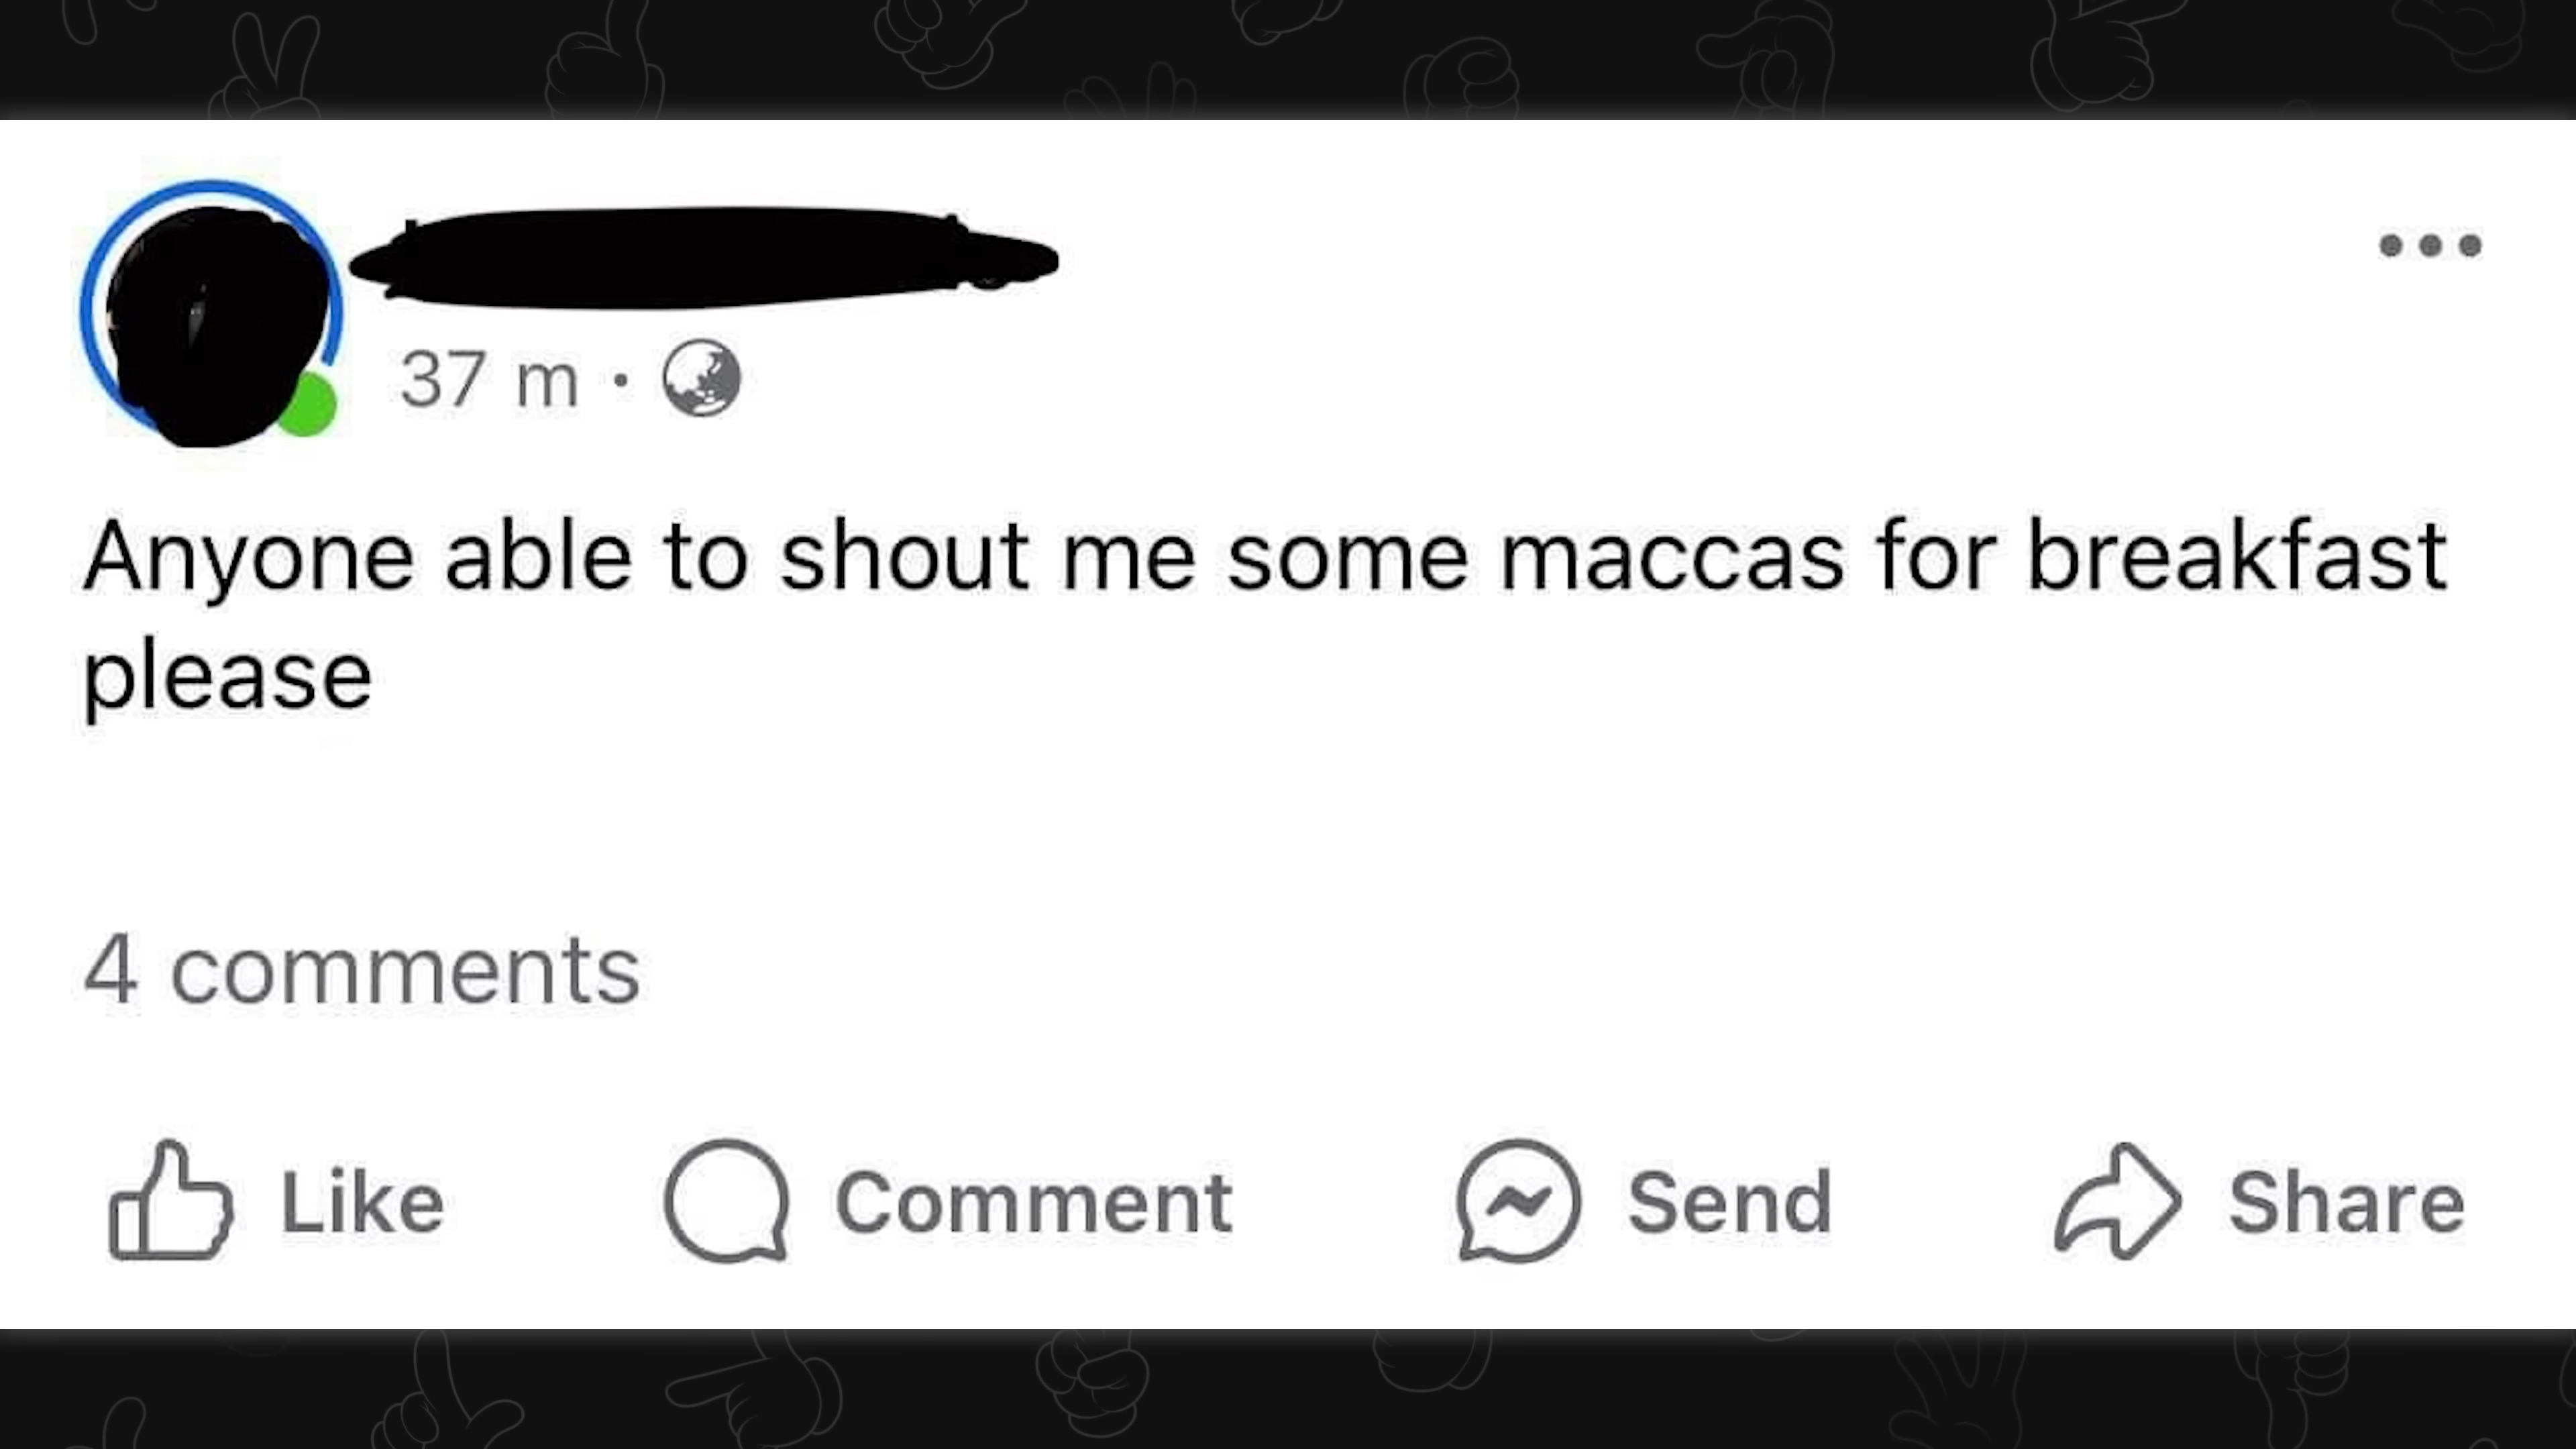 37 m ·
Anyone able to shout me some maccas for breakfast
please
4 comments
Like
Comment
Send
Share